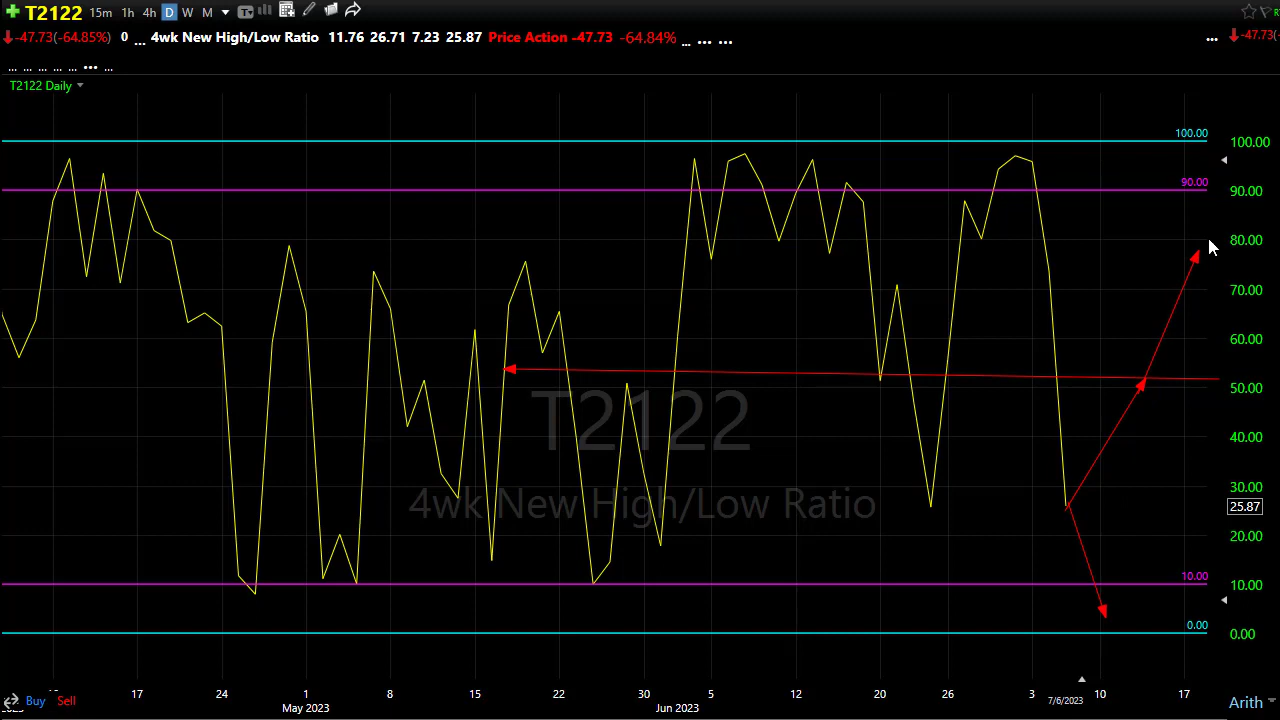 T2122 15m 1h 4h D W M
-47.73(-64.85%) 0 ... 4wk New High/Low Ratio 11.76 26.71 7.23 25.87 Price Action -47.73 -64.84% ... ... ... ... -47.73(-
... ... ... ... ... ... ...
T2122 Daily
100.00 100.00
90.00 90.00
80.00
70.00
60.00
50.00
40.00
30.00
25.87
20.00
10.00 10.00
0.00 0.00
T2122
4wk New High/Low Ratio
17 24 1 8 15 22 30 5 12 20 26 3 10 17
Buy Sell May 2023 Jun 2023 7/6/2023 Arith